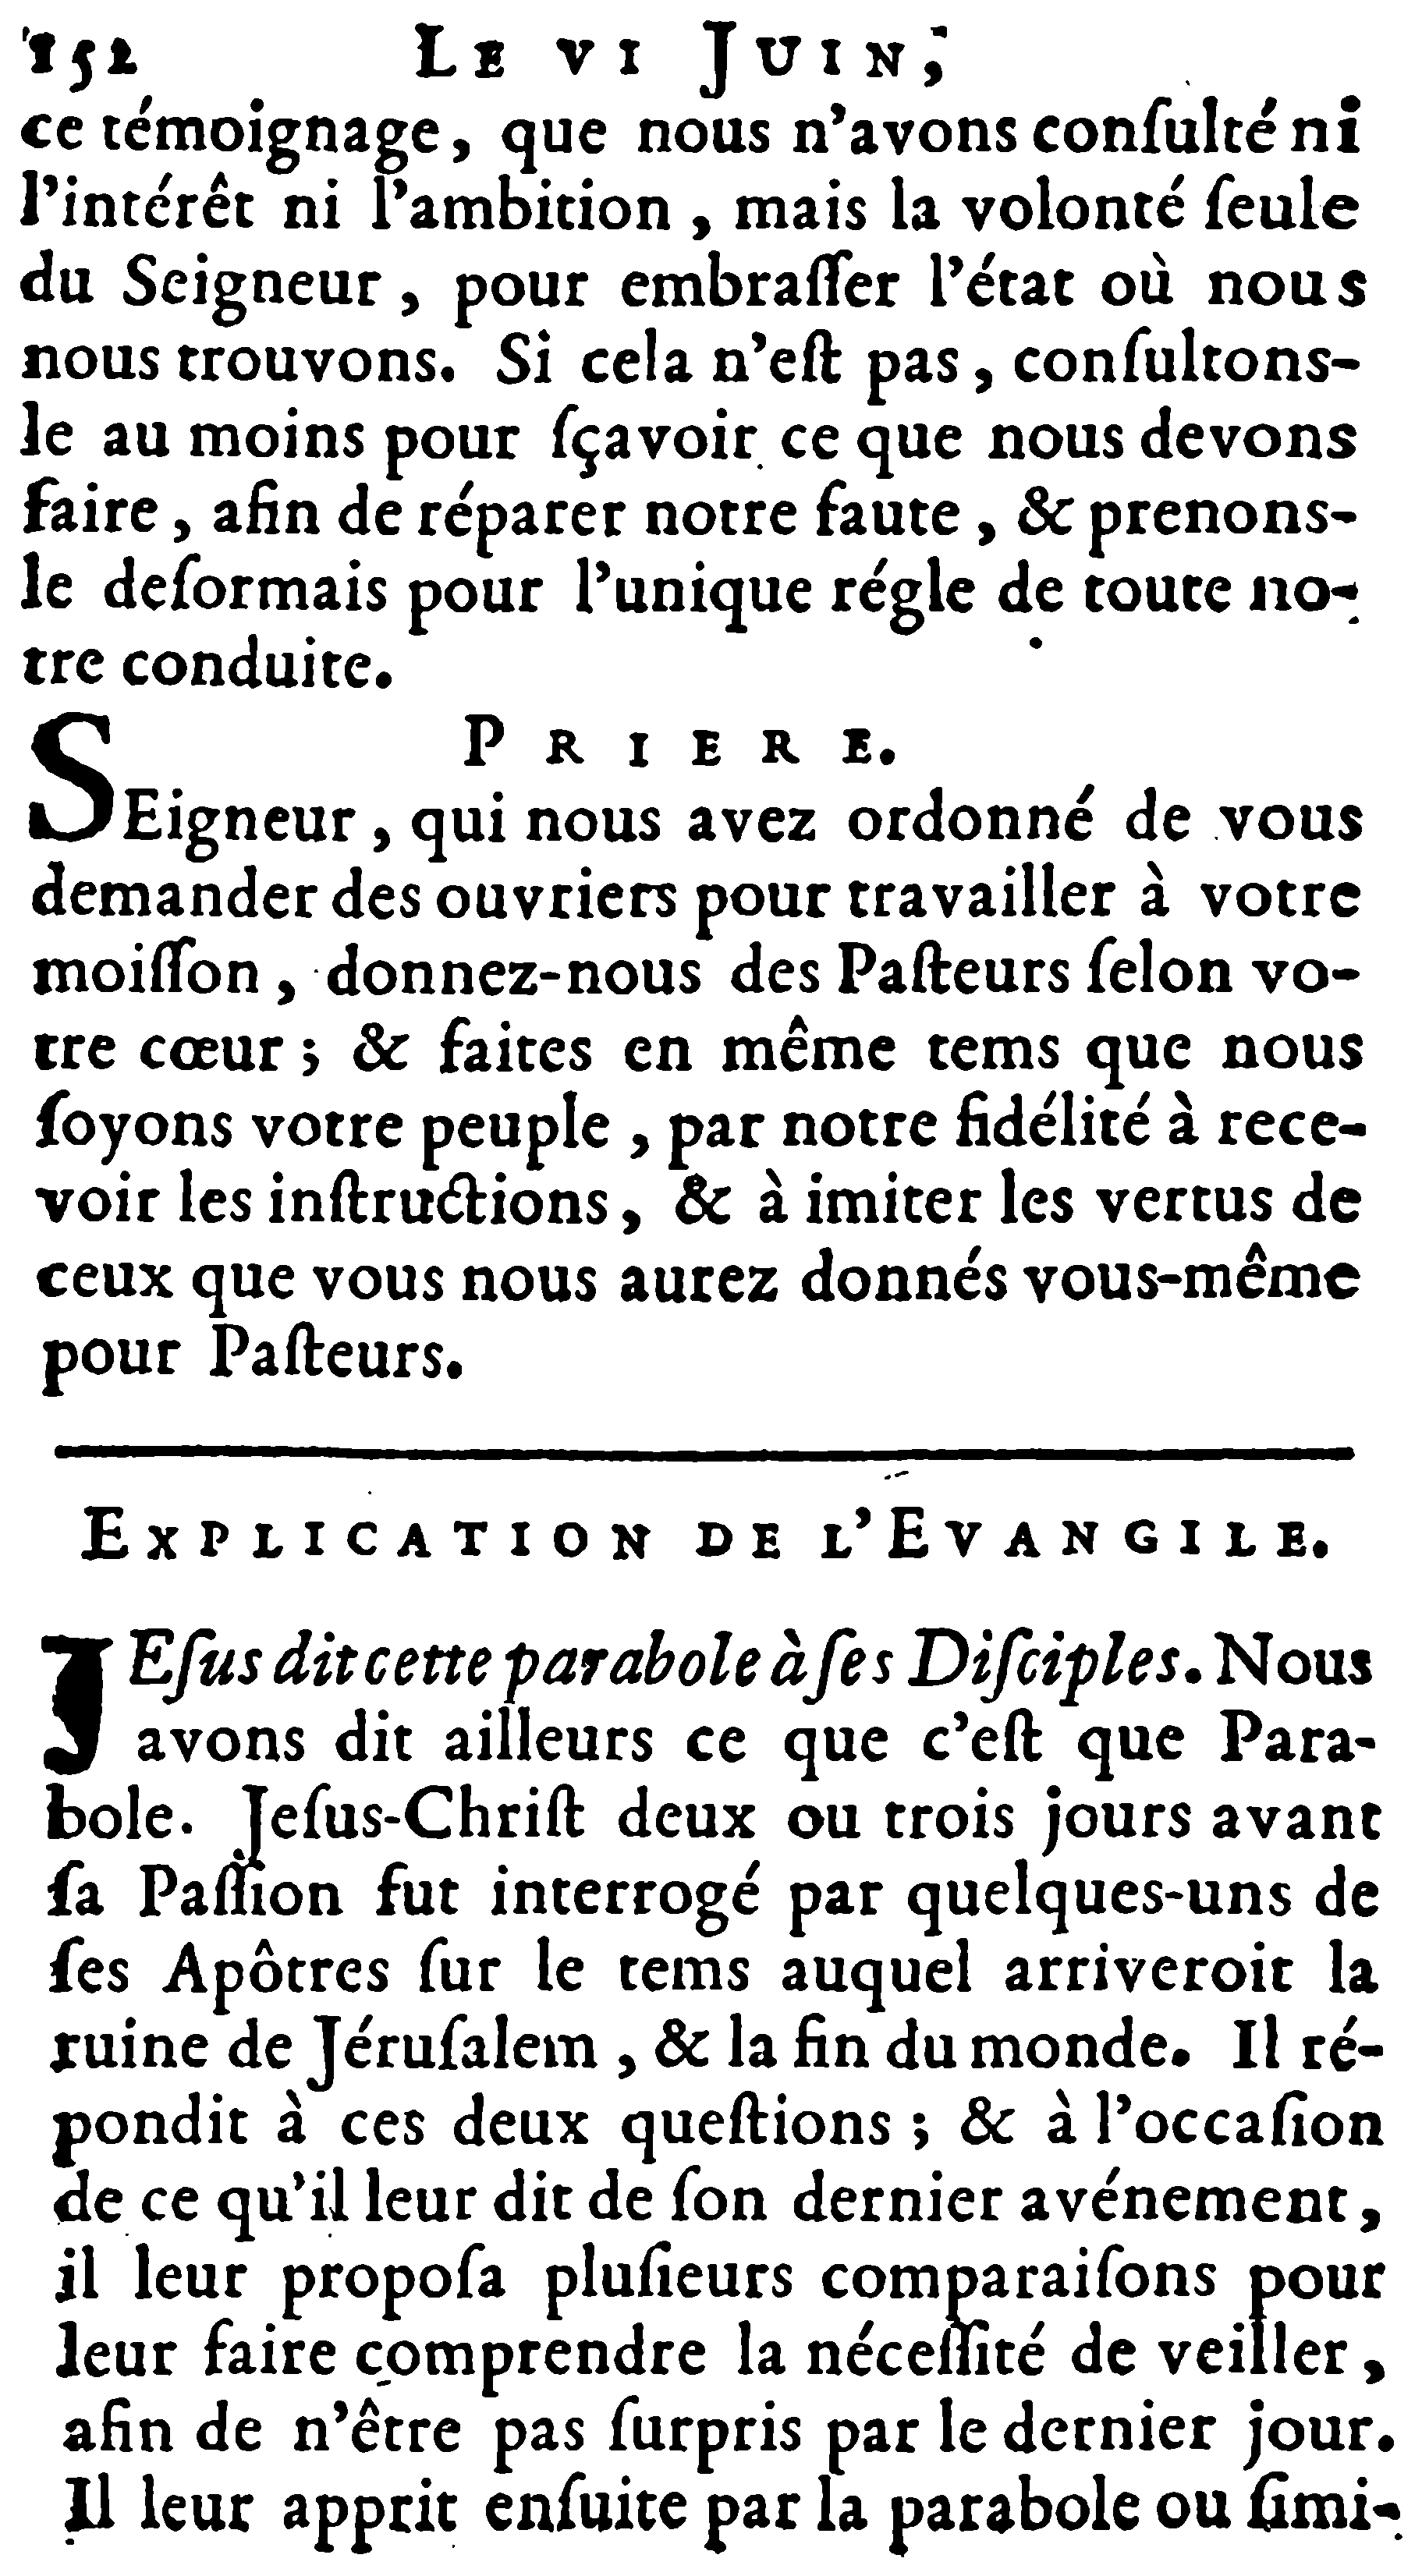 152 LE VI JUIN,
ce témoignage, que nous n'avons conſulté ni
l'intérêt ni l'ambition, mais la volonté ſeule
du Seigneur, pour embraſſer l'état où nous
nous trouvons. Si cela n'eſt pas, conſultons-
le au moins pour ſçavoir ce que nous devons
faire, afin de réparer notre faute, & prenons-
le deſormais pour l'unique régle de toute no-
tre conduite.
PRIERE.
SEigneur, qui nous avez ordonné de vous
demander des ouvriers pour travailler à votre
moiſſon, donnez-nous des Paſteurs ſelon vo-
tre cœur; & faites en même tems que nous
ſoyons votre peuple, par notre fidélité à rece-
voir les inſtructions, & à imiter les vertus de
ceux que vous nous aurez donnés vous-même
pour Paſteurs.
EXPLICATION DE L'EVANGILE.
JEſus dit cette parabole à ſes Diſciples. Nous
avons dit ailleurs ce que c'eſt que Para-
bole. Jeſus-Chriſt deux ou trois jours avant
ſa Paſſion fut interrogé par quelques-uns de
ſes Apôtres ſur le tems auquel arriveroit la
ruine de Jéruſalem, & la fin du monde. Il ré-
pondit à ces deux queſtions; & à l'occaſion
de ce qu'il leur dit de ſon dernier avénement,
il leur propoſa pluſieurs comparaiſons pour
leur faire comprendre la néceſſité de veiller,
afin de n'être pas ſurpris par le dernier jour.
Il leur apprit enſuite par la parabole ou ſimi-